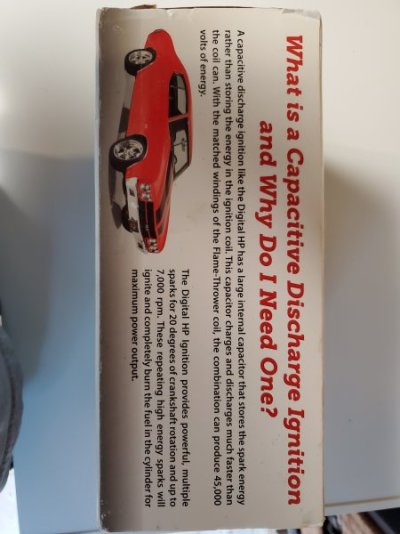 What is a Capacitive Discharge Ignition
and Why Do I Need One?
A capacitive discharge ignition like the Digital HP has a large internal capacitor that stores the spark energy
rather than storing the energy in the ignition coil. This capacitor charges and discharges much faster than
the coil can. With the matched windings of the Flame-Thrower coil, the combination can produce 45,000
volts of energy.
The Digital HP Ignition provides powerful, multiple
sparks for 20 degrees of crankshaft rotation and up to
7,000 rpm. These repeating high energy sparks will
ignite and completely burn the fuel in the cylinder for
maximum power output.